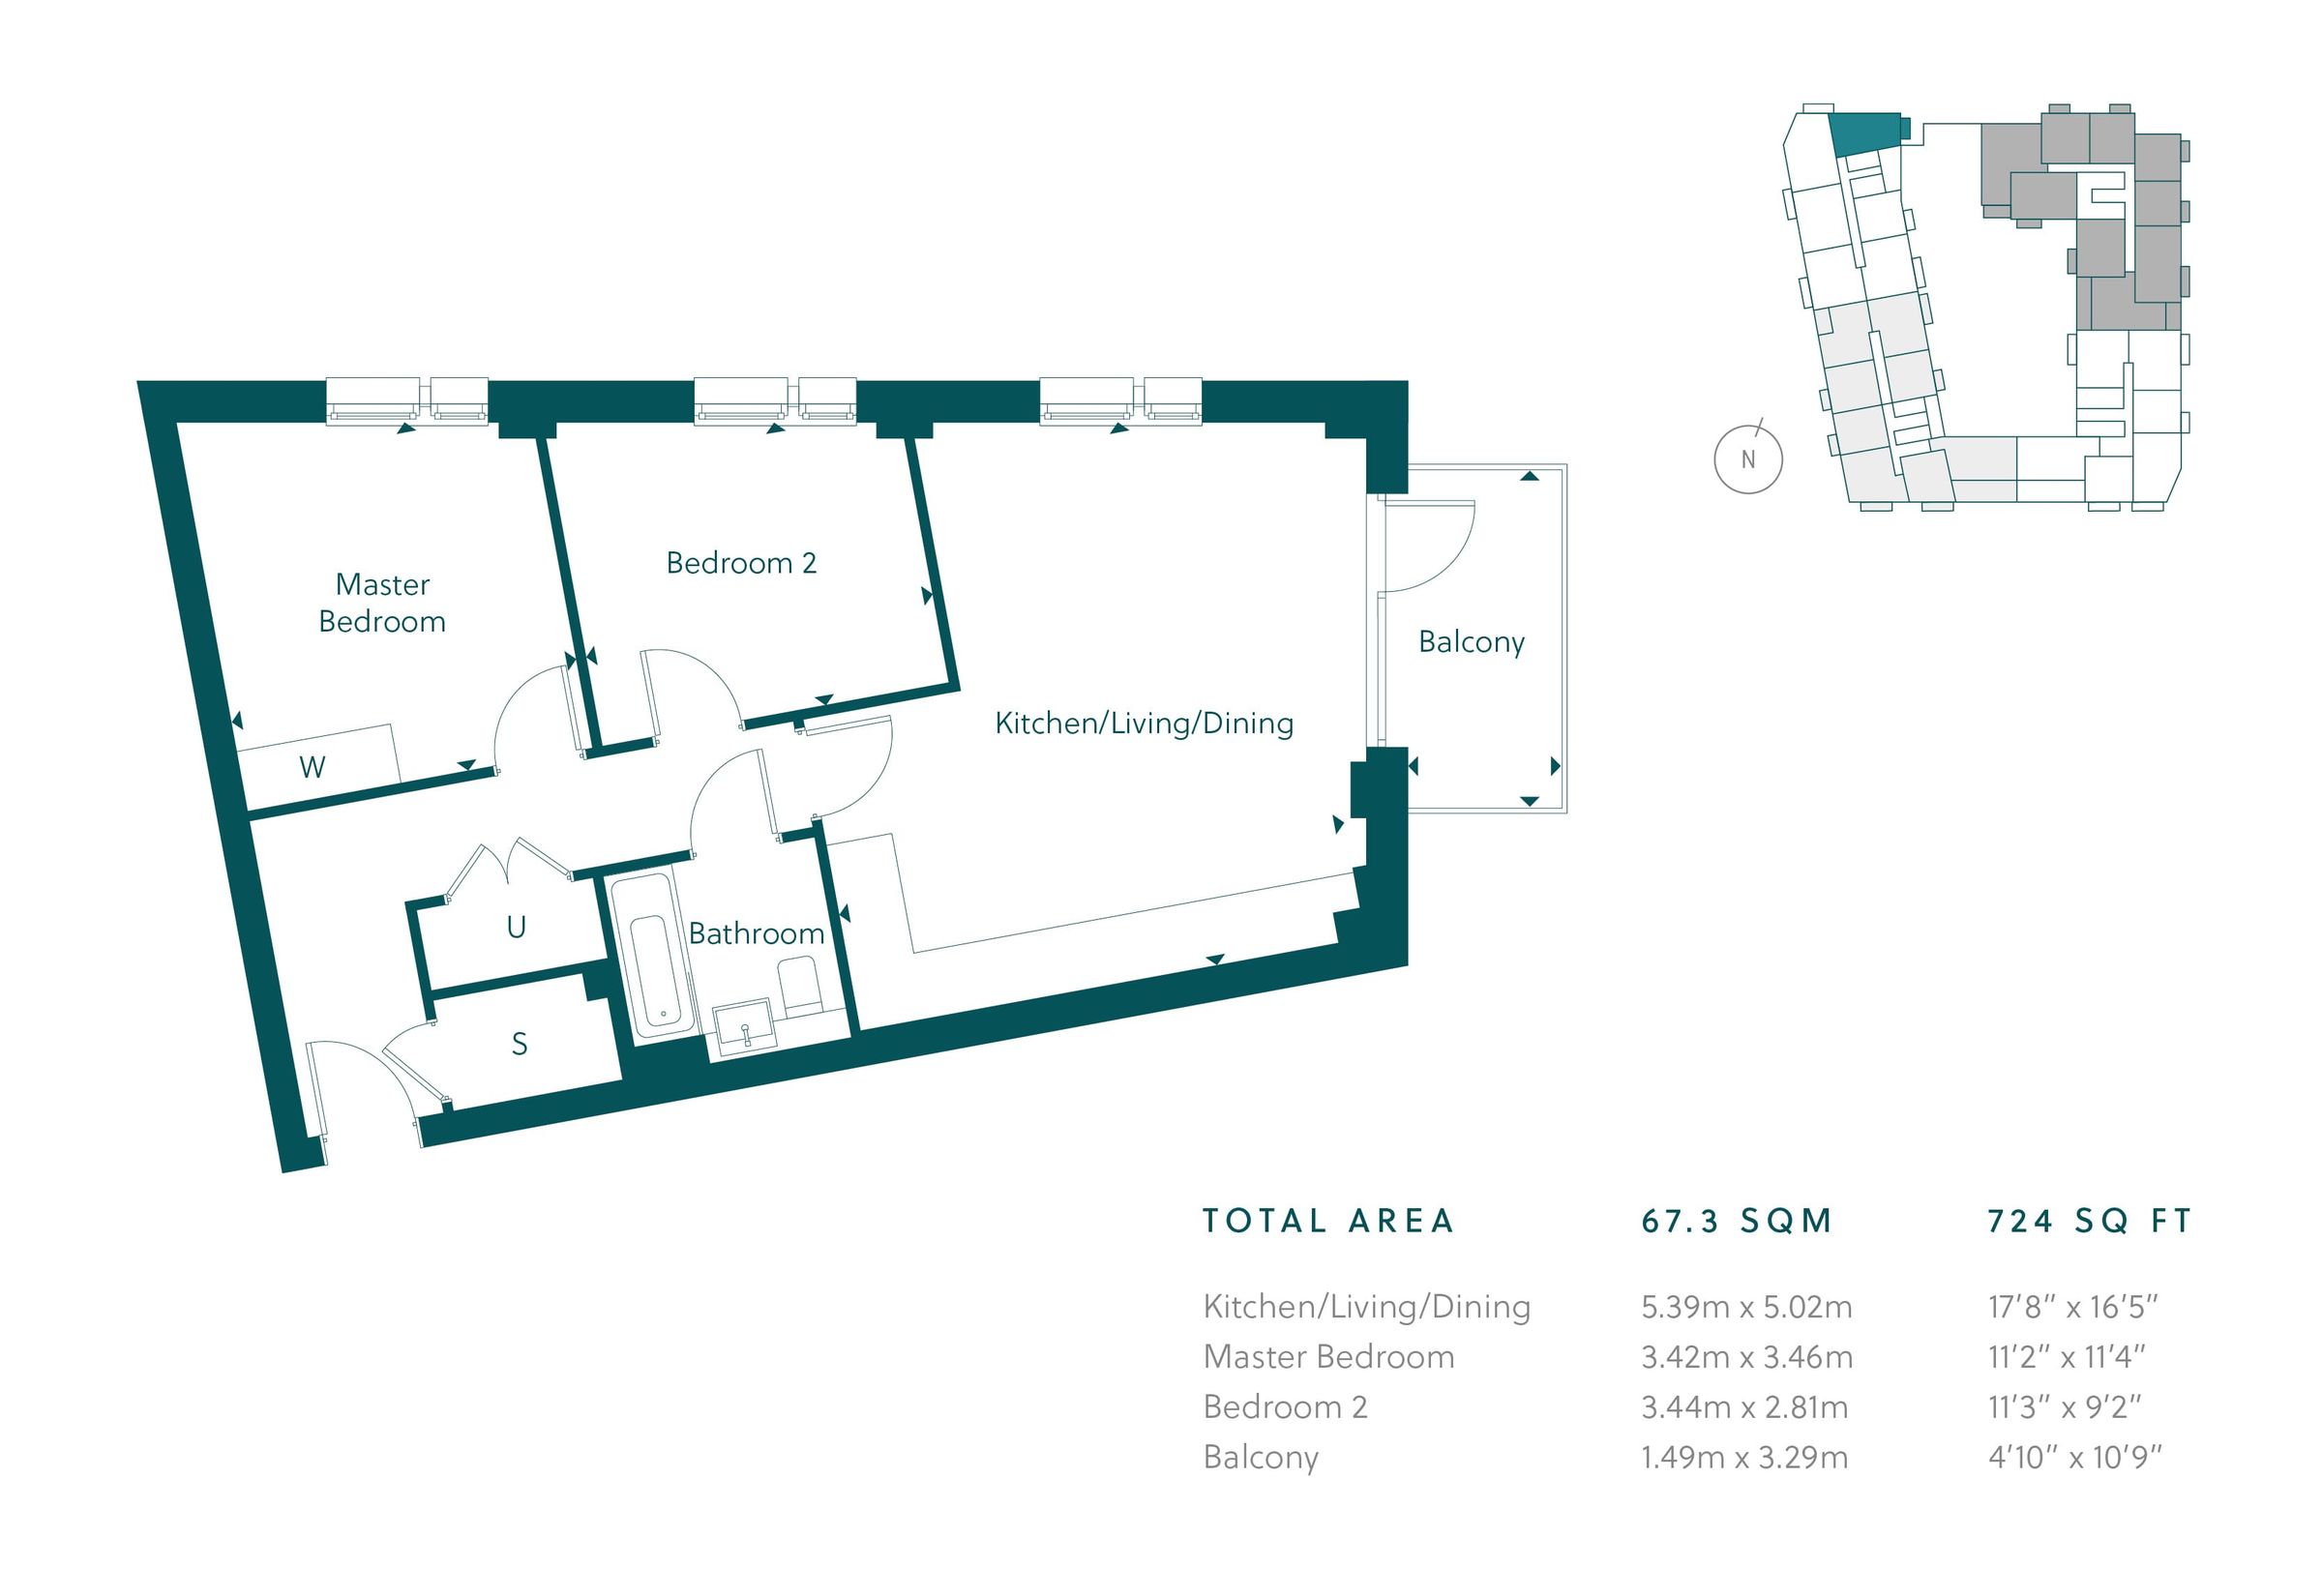 N
Master
Bedroom
Bedroom 2
Balcony
Kitchen/Living/Dining
W
U
Bathroom
S
TOTAL AREA 67.3 SQM 724 SQ FT
Kitchen/Living/Dining 5.39m x 5.02m 17'8" x 16'5"
Master Bedroom 3.42m x 3.46m 11'2" x 11'4"
Bedroom 2 3.44m x 2.81m 11'3" x 9'2"
Balcony 1.49m x 3.29m 4'10" x 10'9"